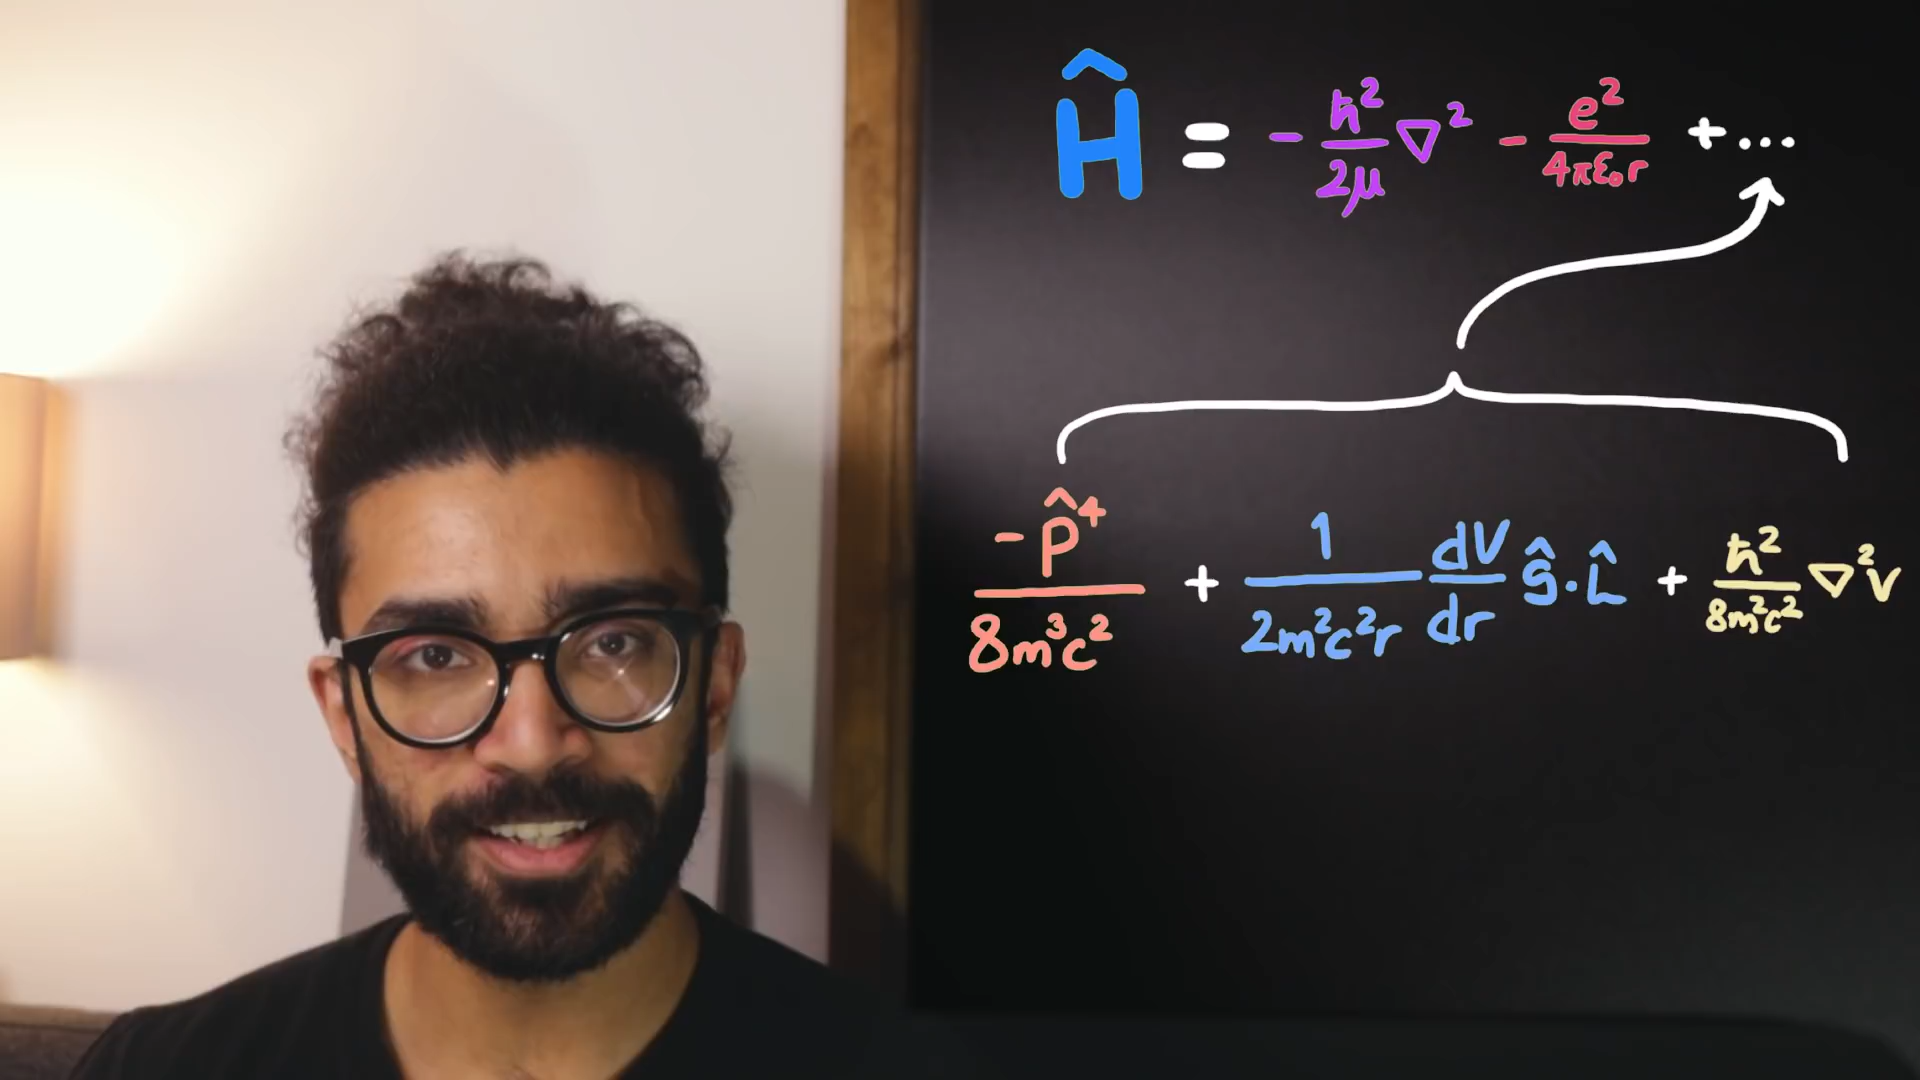 Ĥ = - ħ²/2μ ∇² - e²/4πε₀r + ...
-p̂⁴/8m³c² + 1/2m²c²r dV/dr ŝ·L̂ + ħ²/8m²c² ∇²V